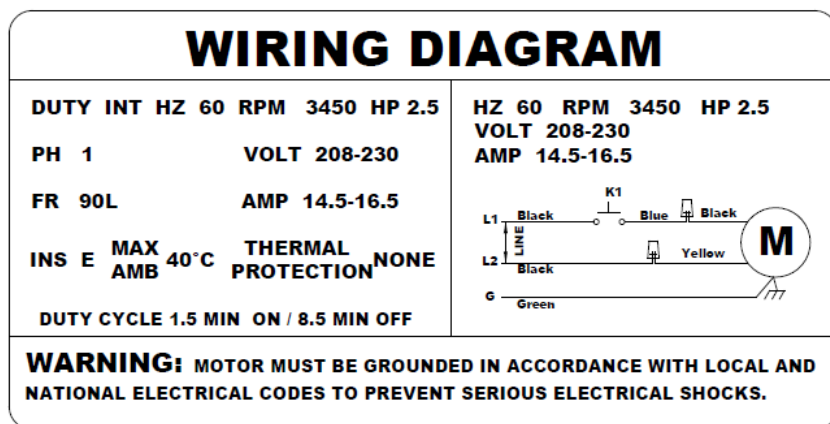 WIRING DIAGRAM
DUTY INT HZ 60 RPM 3450 HP 2.5
PH 1 VOLT 208-230
FR 90L AMP 14.5-16.5
INS E MAX AMB 40°C THERMAL PROTECTION NONE
DUTY CYCLE 1.5 MIN ON / 8.5 MIN OFF
HZ 60 RPM 3450 HP 2.5
VOLT 208-230
AMP 14.5-16.5
K1
L1 Black Blue Black
LINE
M
L2 Black Yellow
G Green
WARNING: MOTOR MUST BE GROUNDED IN ACCORDANCE WITH LOCAL AND
NATIONAL ELECTRICAL CODES TO PREVENT SERIOUS ELECTRICAL SHOCKS.